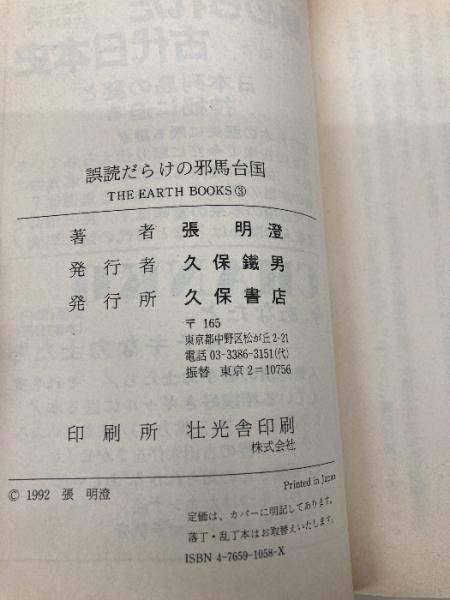 誤読だらけの邪馬台国
THE EARTH BOOKS ③
著者 張明澄
発行者 久保鐵男
発行所 久保書店
〒165
東京都中野区松が丘2-21
電話 03-3386-3151(代)
振替 東京2=10756
印刷所 壮光舎印刷
株式会社
© 1992 張 明澄
Printed in Japan
定価は、カバーに明記してあります。
落丁・乱丁本はお取替えいたします。
ISBN 4-7659-1058-X
古代日本史